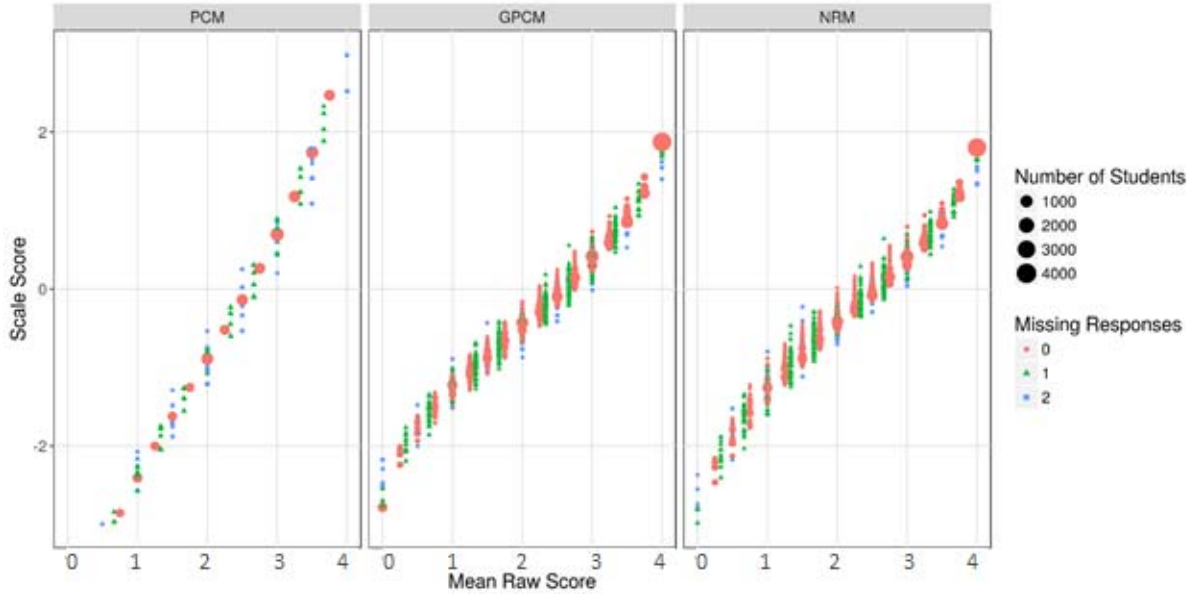 PCM
GPCM
NRM
Scale Score
2
0
-2
0 1 2 3 4
0 1 2 3 4
0 1 2 3 4
Mean Raw Score
Number of Students
1000
2000
3000
4000
Missing Responses
0
1
2